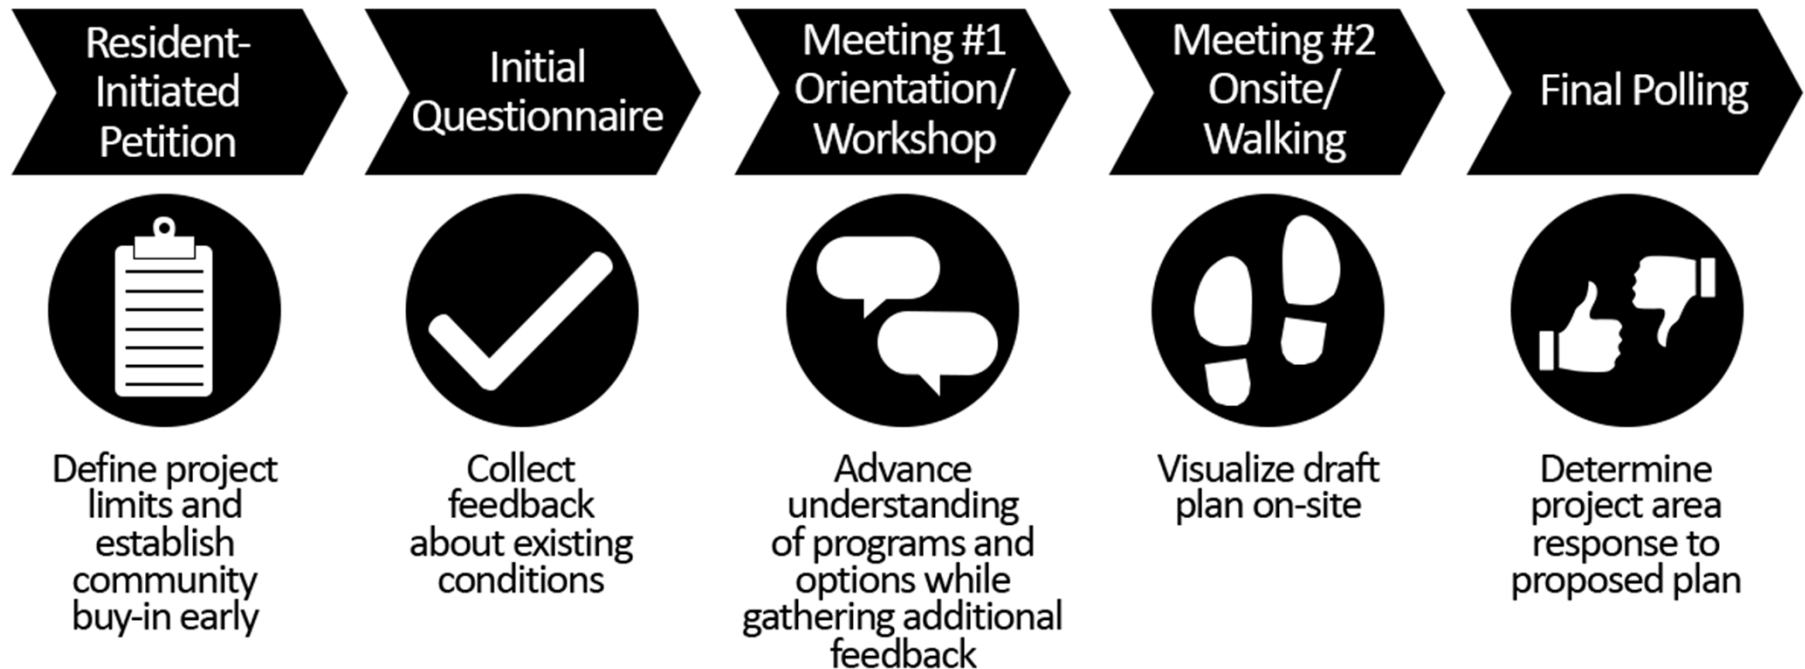 Resident-
Initiated
Petition
Initial
Questionnaire
Meeting #1
Orientation/
Workshop
Meeting #2
Onsite/
Walking
Final Polling
Define project
limits and
establish
community
buy-in early
Collect
feedback
about existing
conditions
Advance
understanding
of programs and
options while
gathering additional
feedback
Visualize draft
plan on-site
Determine
project area
response to
proposed plan